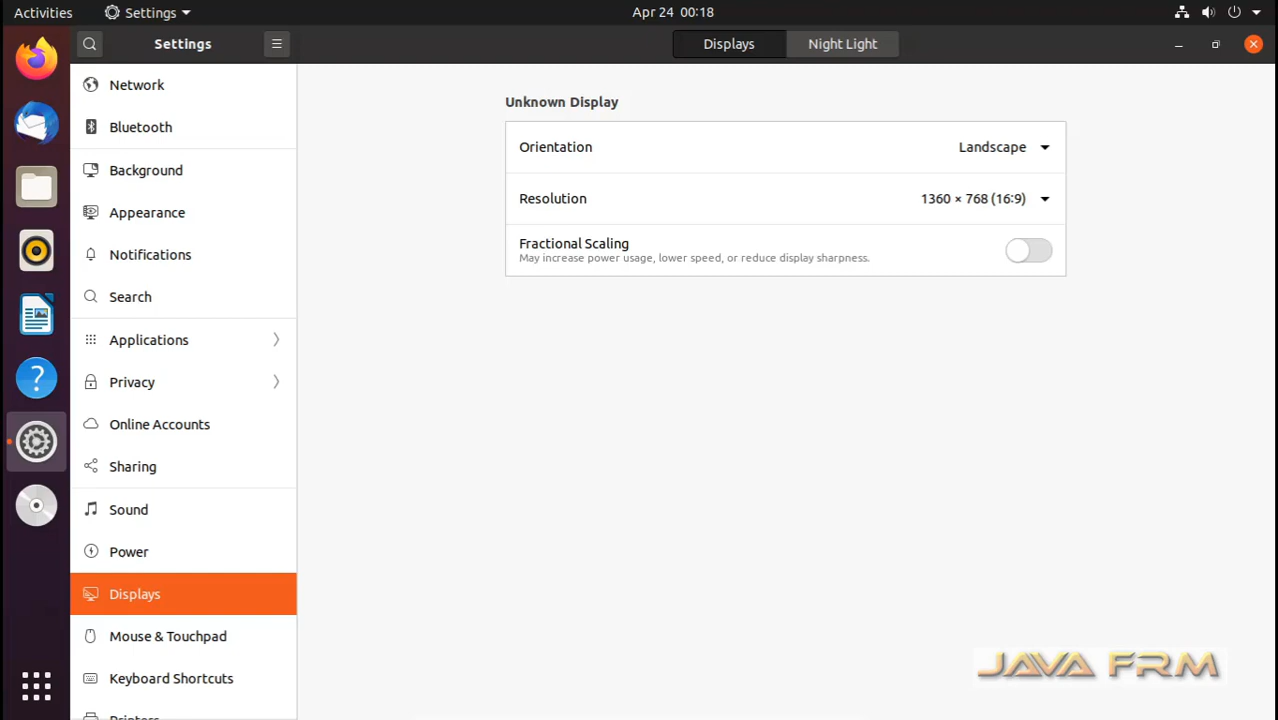 Activities
Settings
Apr 24 00:18
Settings
Displays
Night Light
Network
Bluetooth
Background
Appearance
Notifications
Search
Applications
Privacy
Online Accounts
Sharing
Sound
Power
Displays
Mouse & Touchpad
Keyboard Shortcuts
Printers
Unknown Display
Orientation
Landscape
Resolution
1360 × 768 (16∶9)
Fractional Scaling
May increase power usage, lower speed, or reduce display sharpness.
JAVA FRM